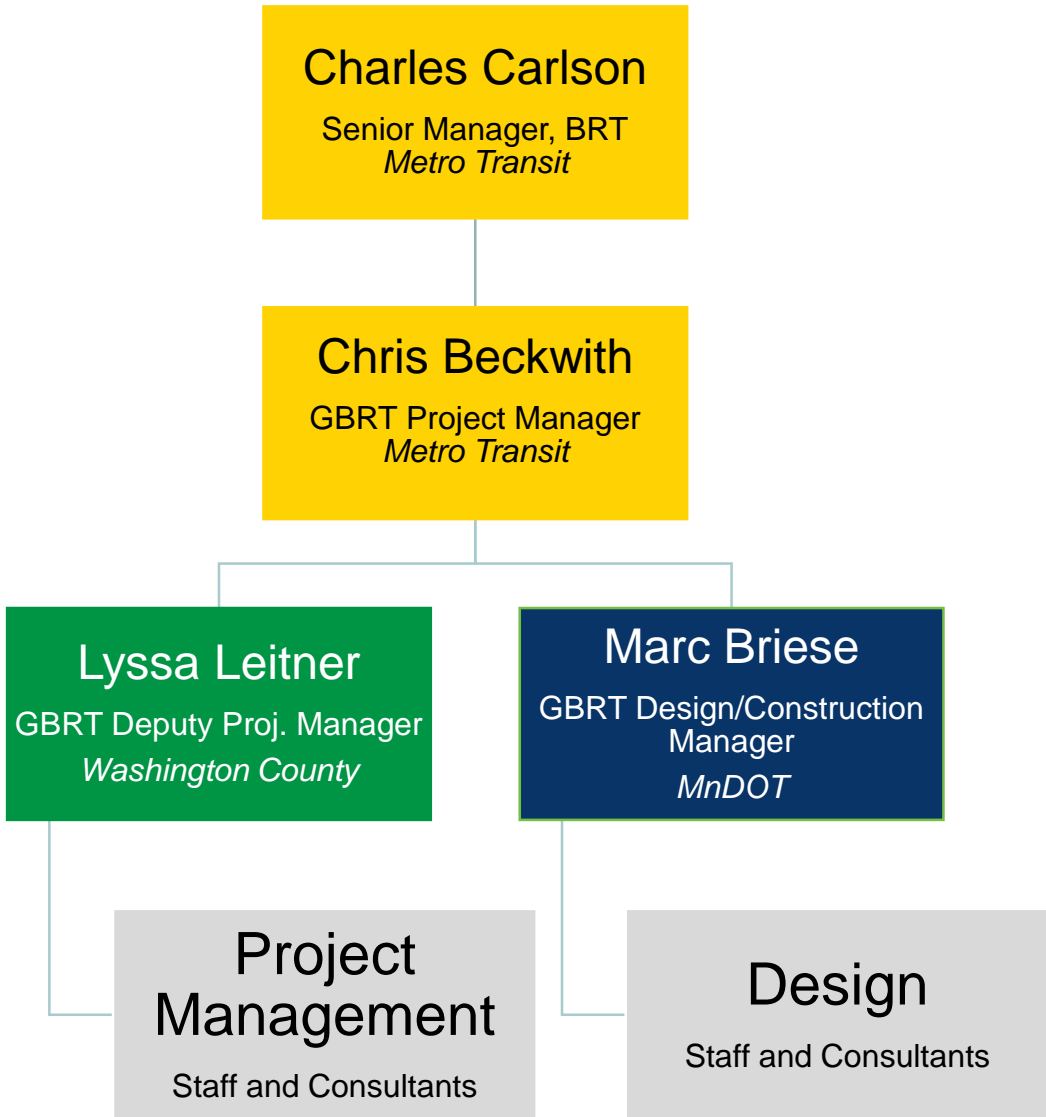 Charles Carlson
Senior Manager, BRT
Metro Transit
Chris Beckwith
GBRT Project Manager
Metro Transit
Lyssa Leitner
GBRT Deputy Proj. Manager
Washington County
Marc Briese
GBRT Design/Construction
Manager
MnDOT
Project
Management
Staff and Consultants
Design
Staff and Consultants